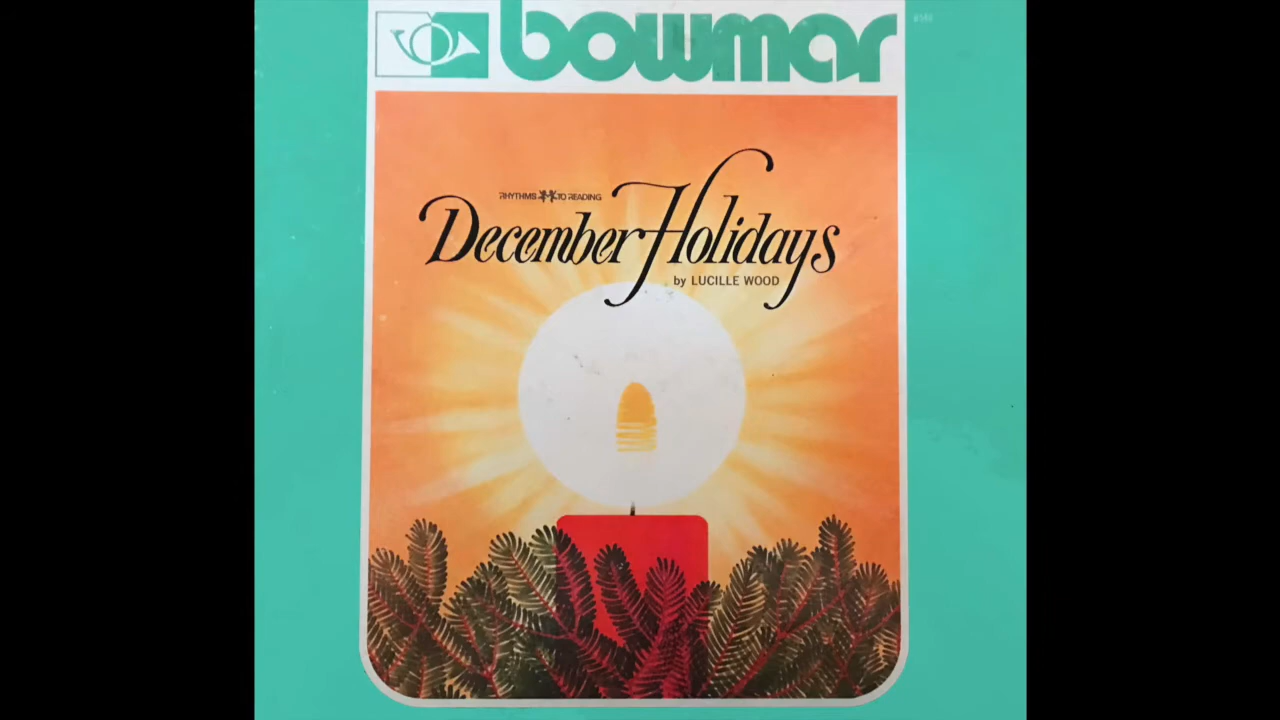 bowmar
RHYTHMS TO READING
December Holidays
by LUCILLE WOOD